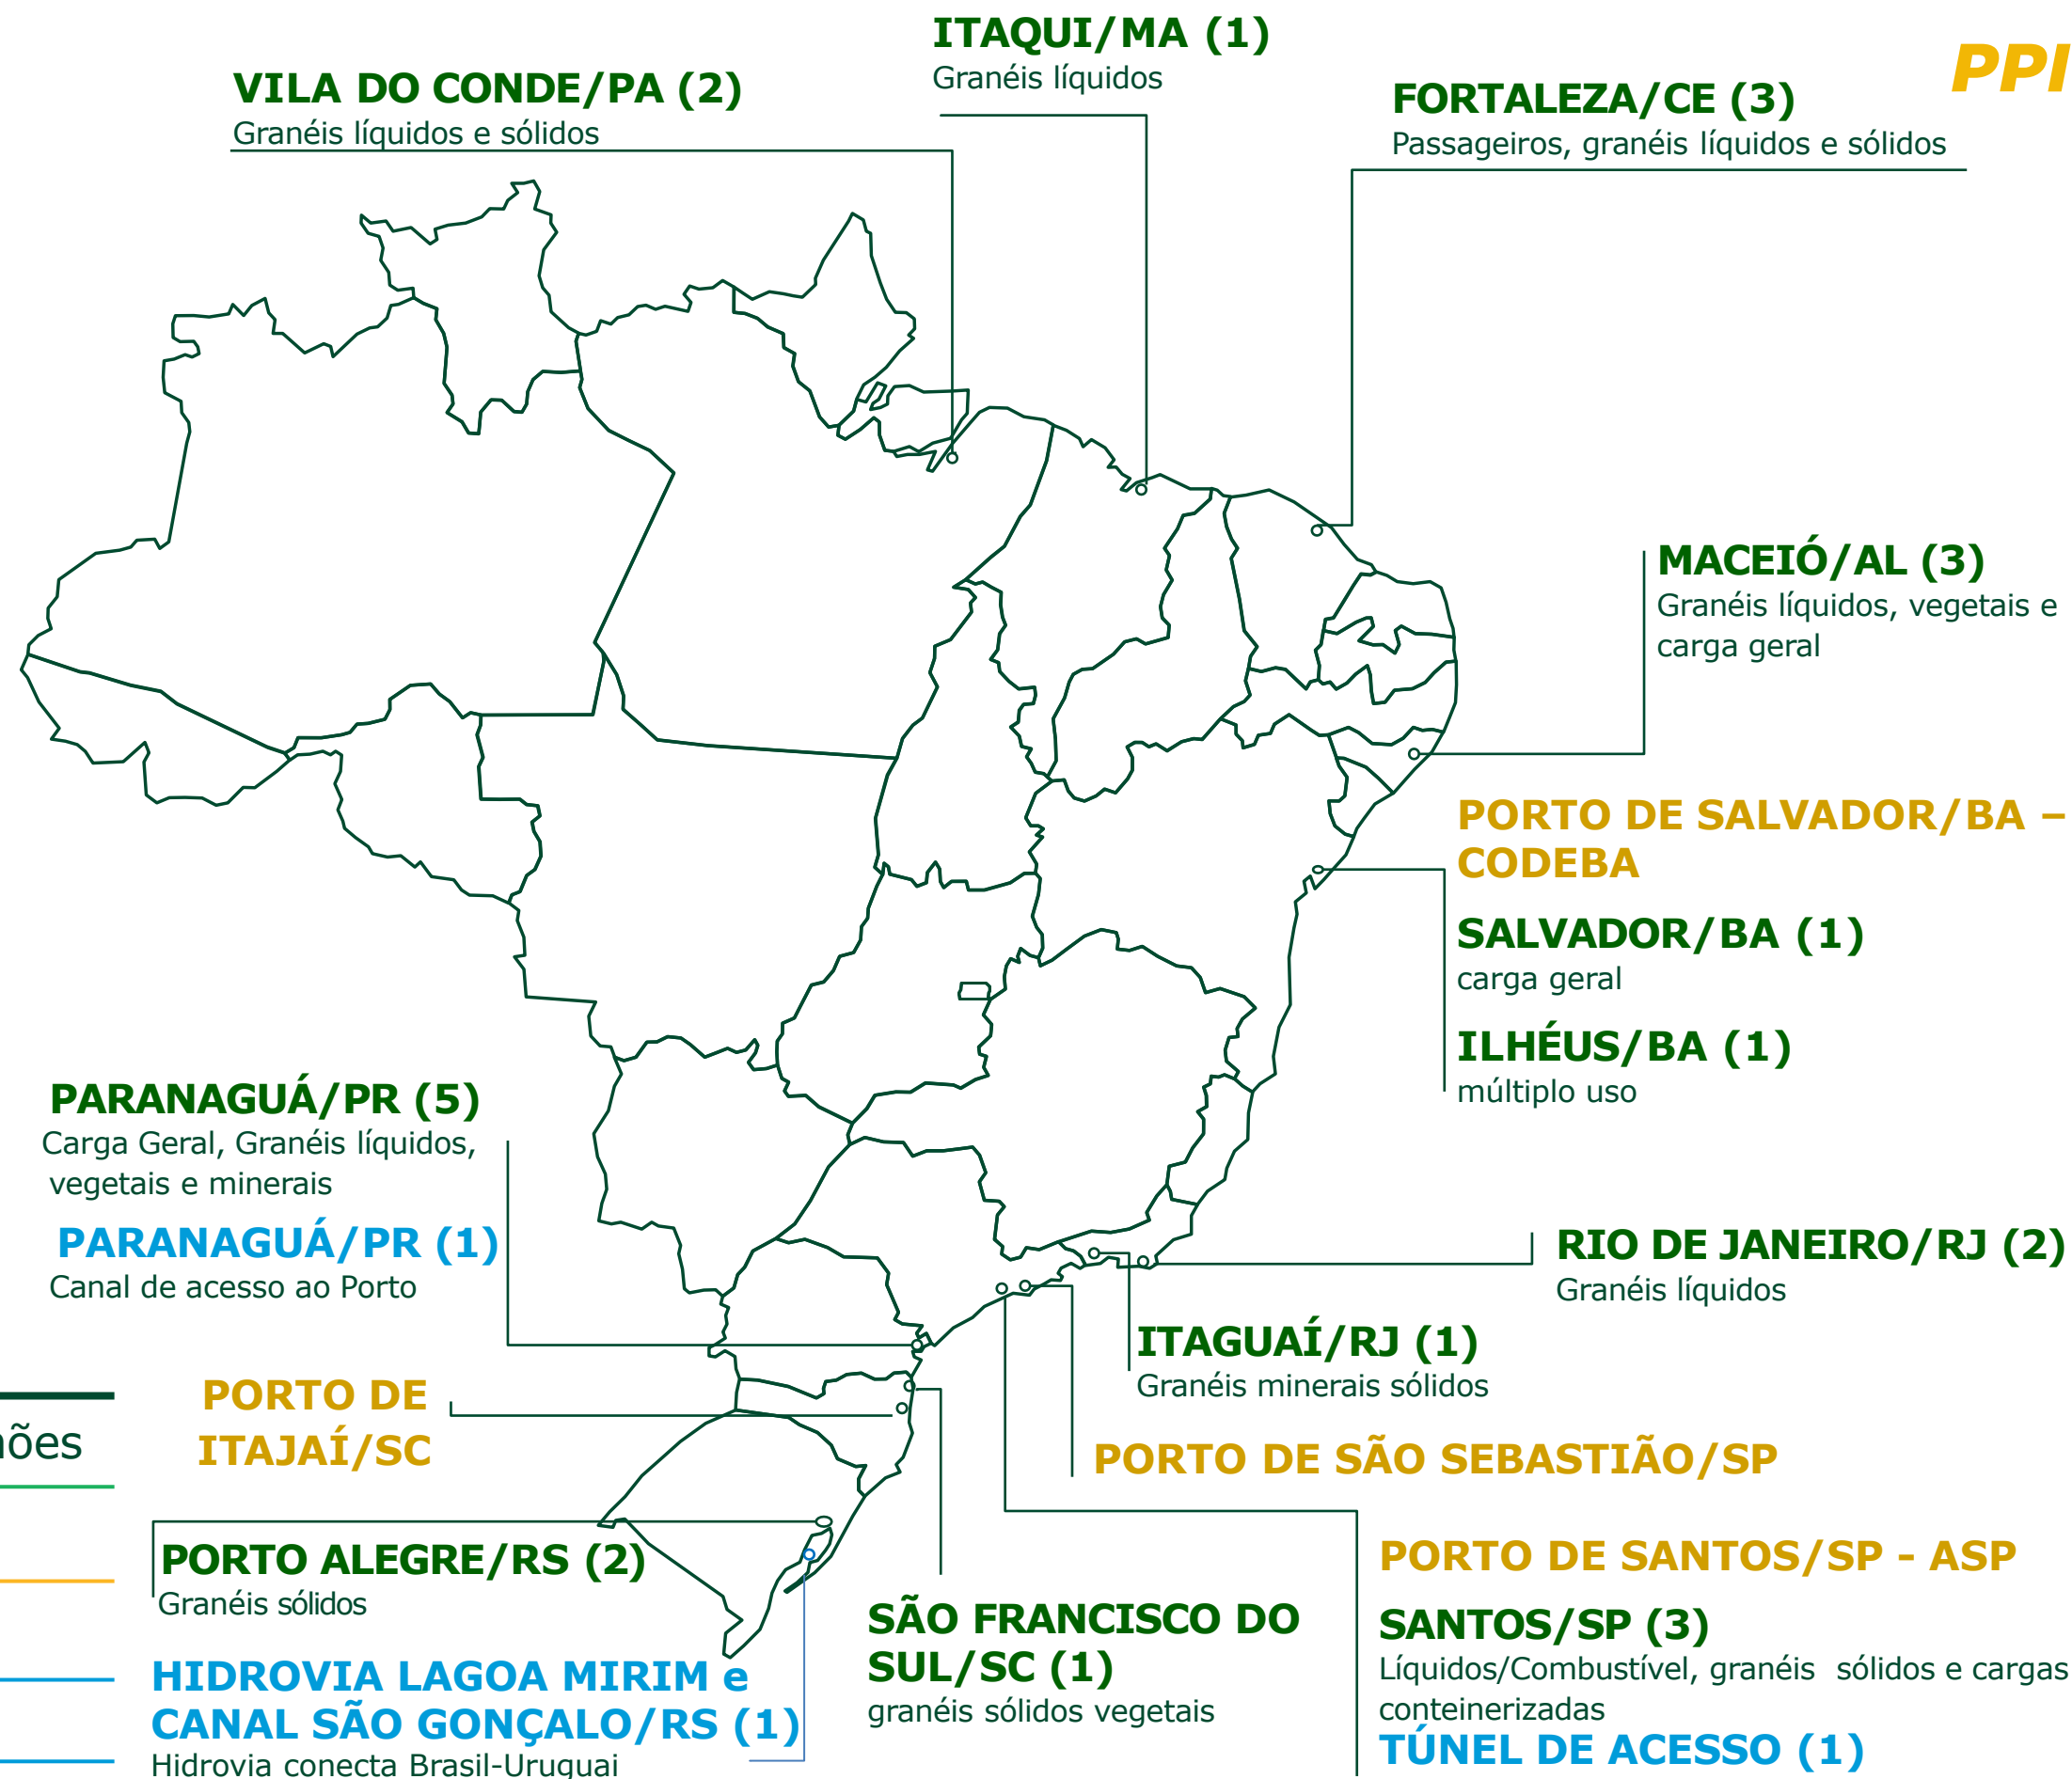 ITAQUI/MA (1)
Granéis líquidos
PPI
VILA DO CONDE/PA (2)
Granéis líquidos e sólidos
FORTALEZA/CE (3)
Passageiros, granéis líquidos e sólidos
MACEIÓ/AL (3)
Granéis líquidos, vegetais e
carga geral
PORTO DE SALVADOR/BA –
CODEBA
SALVADOR/BA (1)
carga geral
ILHÉUS/BA (1)
múltiplo uso
PARANAGUÁ/PR (5)
Carga Geral, Granéis líquidos,
vegetais e minerais
PARANAGUÁ/PR (1)
Canal de acesso ao Porto
RIO DE JANEIRO/RJ (2)
Granéis líquidos
ITAGUAÍ/RJ (1)
Granéis minerais sólidos
PORTO DE
ITAJAÍ/SC
ões
PORTO DE SÃO SEBASTIÃO/SP
PORTO ALEGRE/RS (2)
Granéis sólidos
PORTO DE SANTOS/SP - ASP
SÃO FRANCISCO DO
SUL/SC (1)
granéis sólidos vegetais
SANTOS/SP (3)
Líquidos/Combustível, granéis sólidos e cargas
conteinerizadas
TÚNEL DE ACESSO (1)
HIDROVIA LAGOA MIRIM e
CANAL SÃO GONÇALO/RS (1)
Hidrovia conecta Brasil-Uruguai